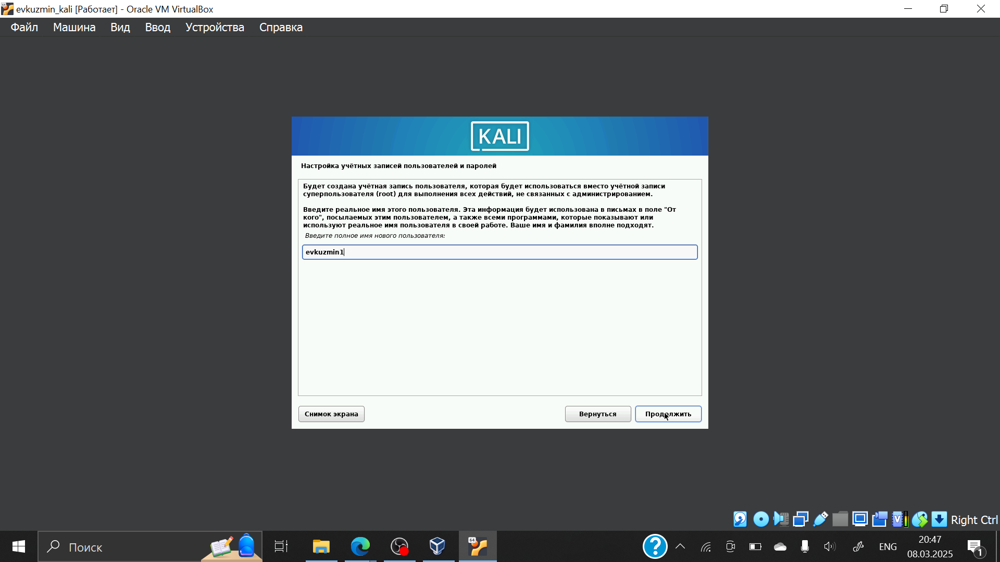 evkuzmin_kali [Работает] - Oracle VM VirtualBox
Файл Машина Вид Ввод Устройства Справка
KALI
Настройка учётных записей пользователей и паролей
Будет создана учётная запись пользователя, которая будет использоваться вместо учётной записи
суперпользователя (root) для выполнения всех действий, не связанных с администрированием.
Введите реальное имя этого пользователя. Эта информация будет использована в письмах в поле "От
кого", посылаемых этим пользователем, а также всеми программами, которые показывают или
используют реальное имя пользователя в своей работе. Ваше имя и фамилия вполне подходят.
Введите полное имя нового пользователя:
evkuzmin1
Снимок экрана Вернуться Продолжить
Right Ctrl
Поиск
64
ENG
20:47
08.03.2025
1